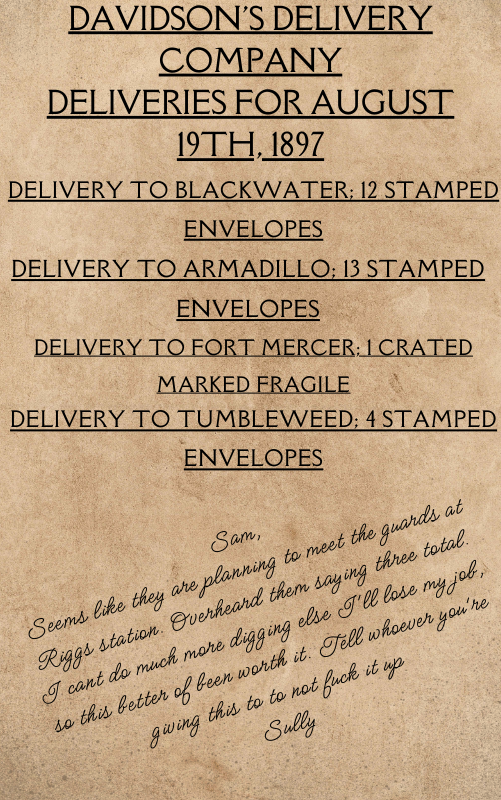 DAVIDSON'S DELIVERY
COMPANY
DELIVERIES FOR AUGUST
19TH, 1897
DELIVERY TO BLACKWATER; 12 STAMPED
ENVELOPES
DELIVERY TO ARMADILLO; 13 STAMPED
ENVELOPES
DELIVERY TO FORT MERCER; 1 CRATED
MARKED FRAGILE
DELIVERY TO TUMBLEWEED; 4 STAMPED
ENVELOPES
Sam,
Seems like they are planning to meet the guards at
Riggs station. Overheard them saying three total.
I cant do much more digging else I'll lose my job,
so this better of been worth it. Tell whoever you're
giving this to to not fuck it up
Sully